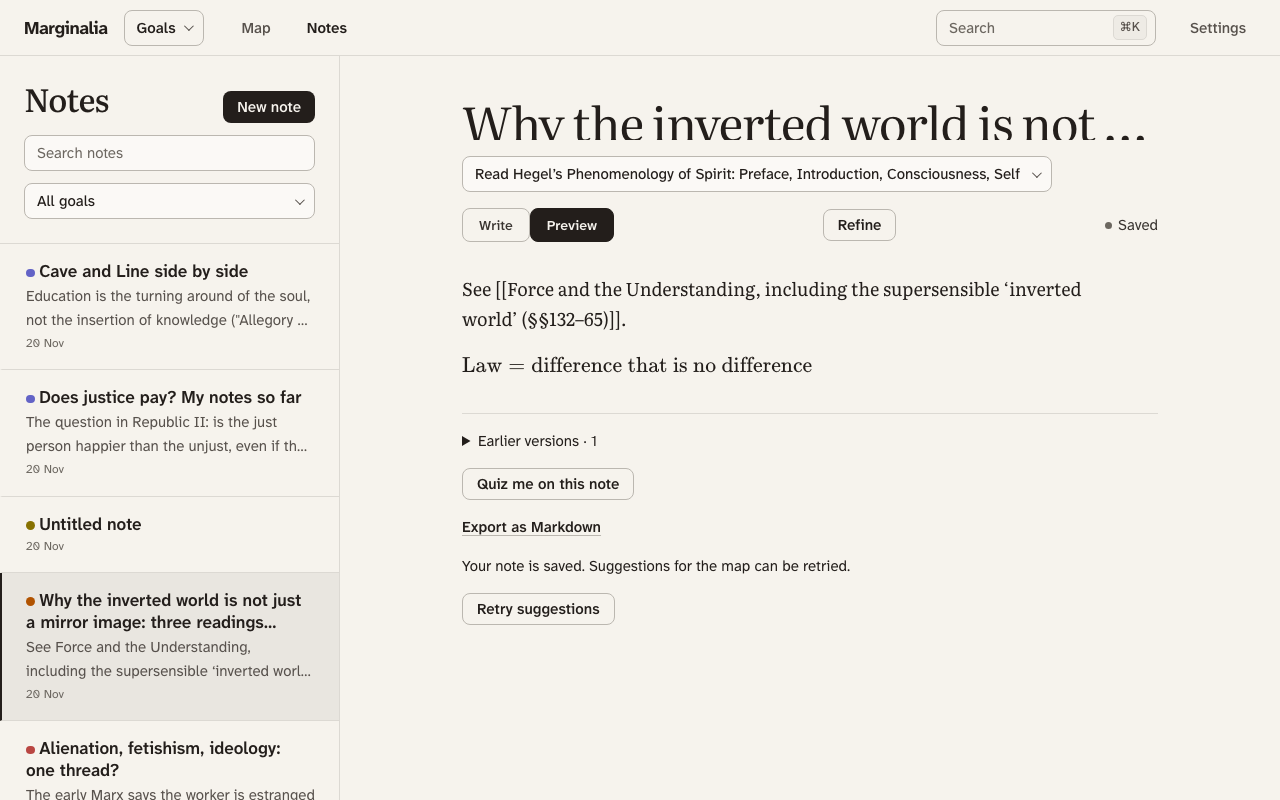 Marginalia
Goals
Map
Notes
Search
⌘K
Settings
Notes
New note
Search notes
All goals
Cave and Line side by side
Education is the turning around of the soul,
not the insertion of knowledge ("Allegory ...
20 Nov
Does justice pay? My notes so far
The question in Republic II: is the just
person happier than the unjust, even if th...
20 Nov
Untitled note
20 Nov
Why the inverted world is not just
a mirror image: three readings...
See Force and the Understanding,
including the supersensible ‘inverted worl...
20 Nov
Alienation, fetishism, ideology:
one thread?
The early Marx says the worker is estranged
Why the inverted world is not ...
Read Hegel’s Phenomenology of Spirit: Preface, Introduction, Consciousness, Self
Write
Preview
Refine
Saved
See [[Force and the Understanding, including the supersensible ‘inverted
world’ (§§132–65)]].
Law = difference that is no difference
Earlier versions · 1
Quiz me on this note
Export as Markdown
Your note is saved. Suggestions for the map can be retried.
Retry suggestions